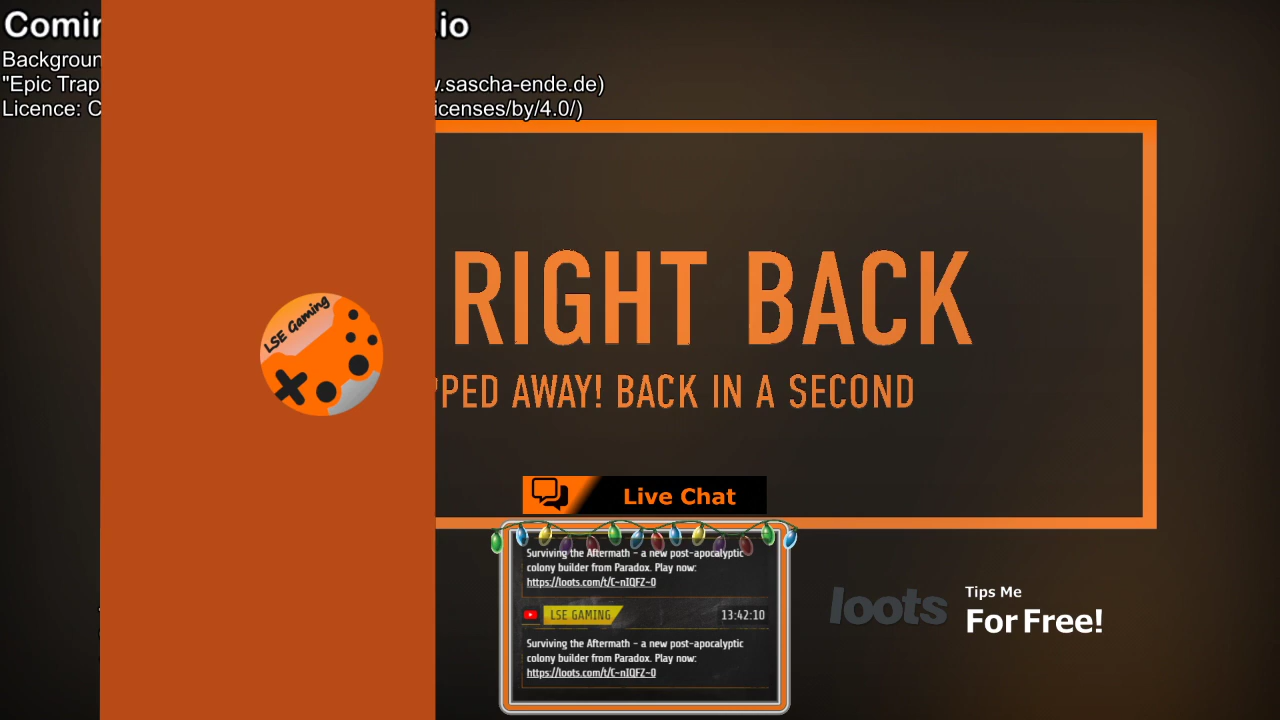 Comin
.io
Backgroun
"Epic Trap
w.sascha-ende.de)
Licence: C
icenses/by/4.0/)
RIGHT BACK
PPED AWAY! BACK IN A SECOND
LSE Gaming
Live Chat
Surviving the Aftermath - a new post-apocalyptic
colony builder from Paradox. Play now:
https://loots.com/t/C-nIQFZ-0
LSE GAMING 13:42:10
Surviving the Aftermath - a new post-apocalyptic
colony builder from Paradox. Play now:
https://loots.com/t/C-nIQFZ-0
loots
Tips Me
For Free!